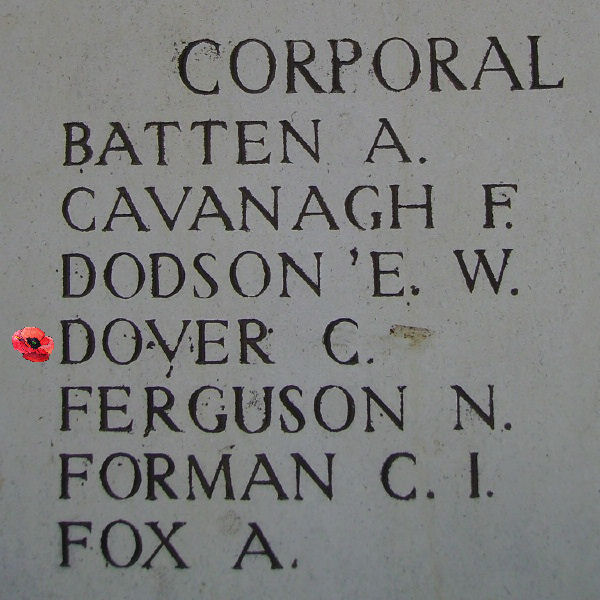 CORPORAL
BATTEN A.
CAVANAGH F.
DODSON E. W.
DOVER C.
FERGUSON N.
FORMAN C. I.
FOX A.